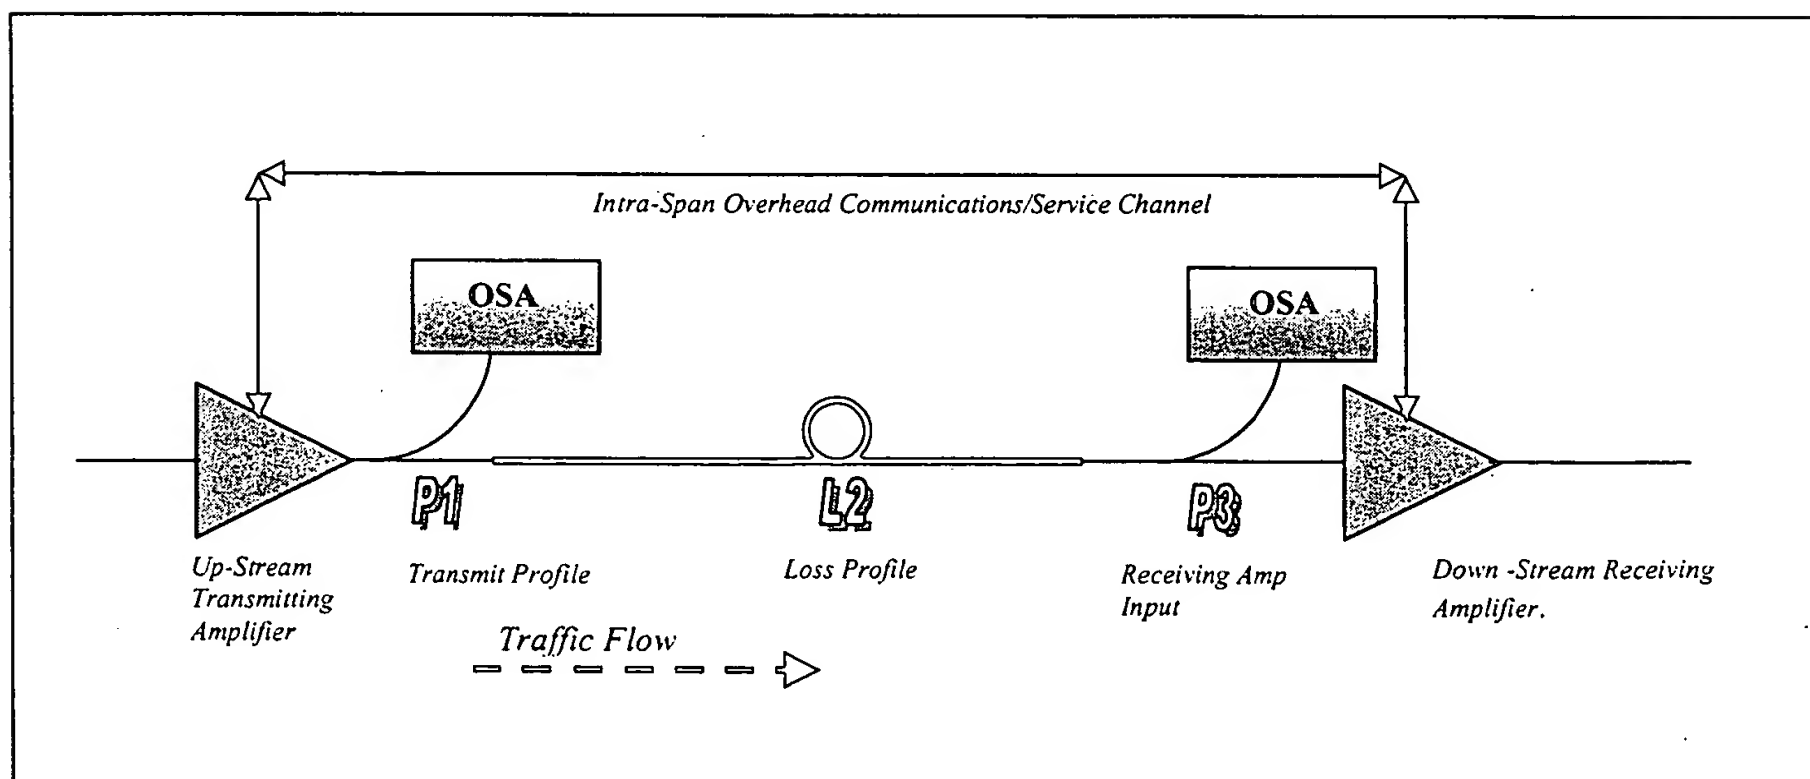 Intra-Span Overhead Communications/Service Channel
OSA
OSA
P1
L2
P3
Up-Stream
Transmitting
Amplifier
Transmit Profile
Loss Profile
Receiving Amp
Input
Down -Stream Receiving
Amplifier.
Traffic Flow